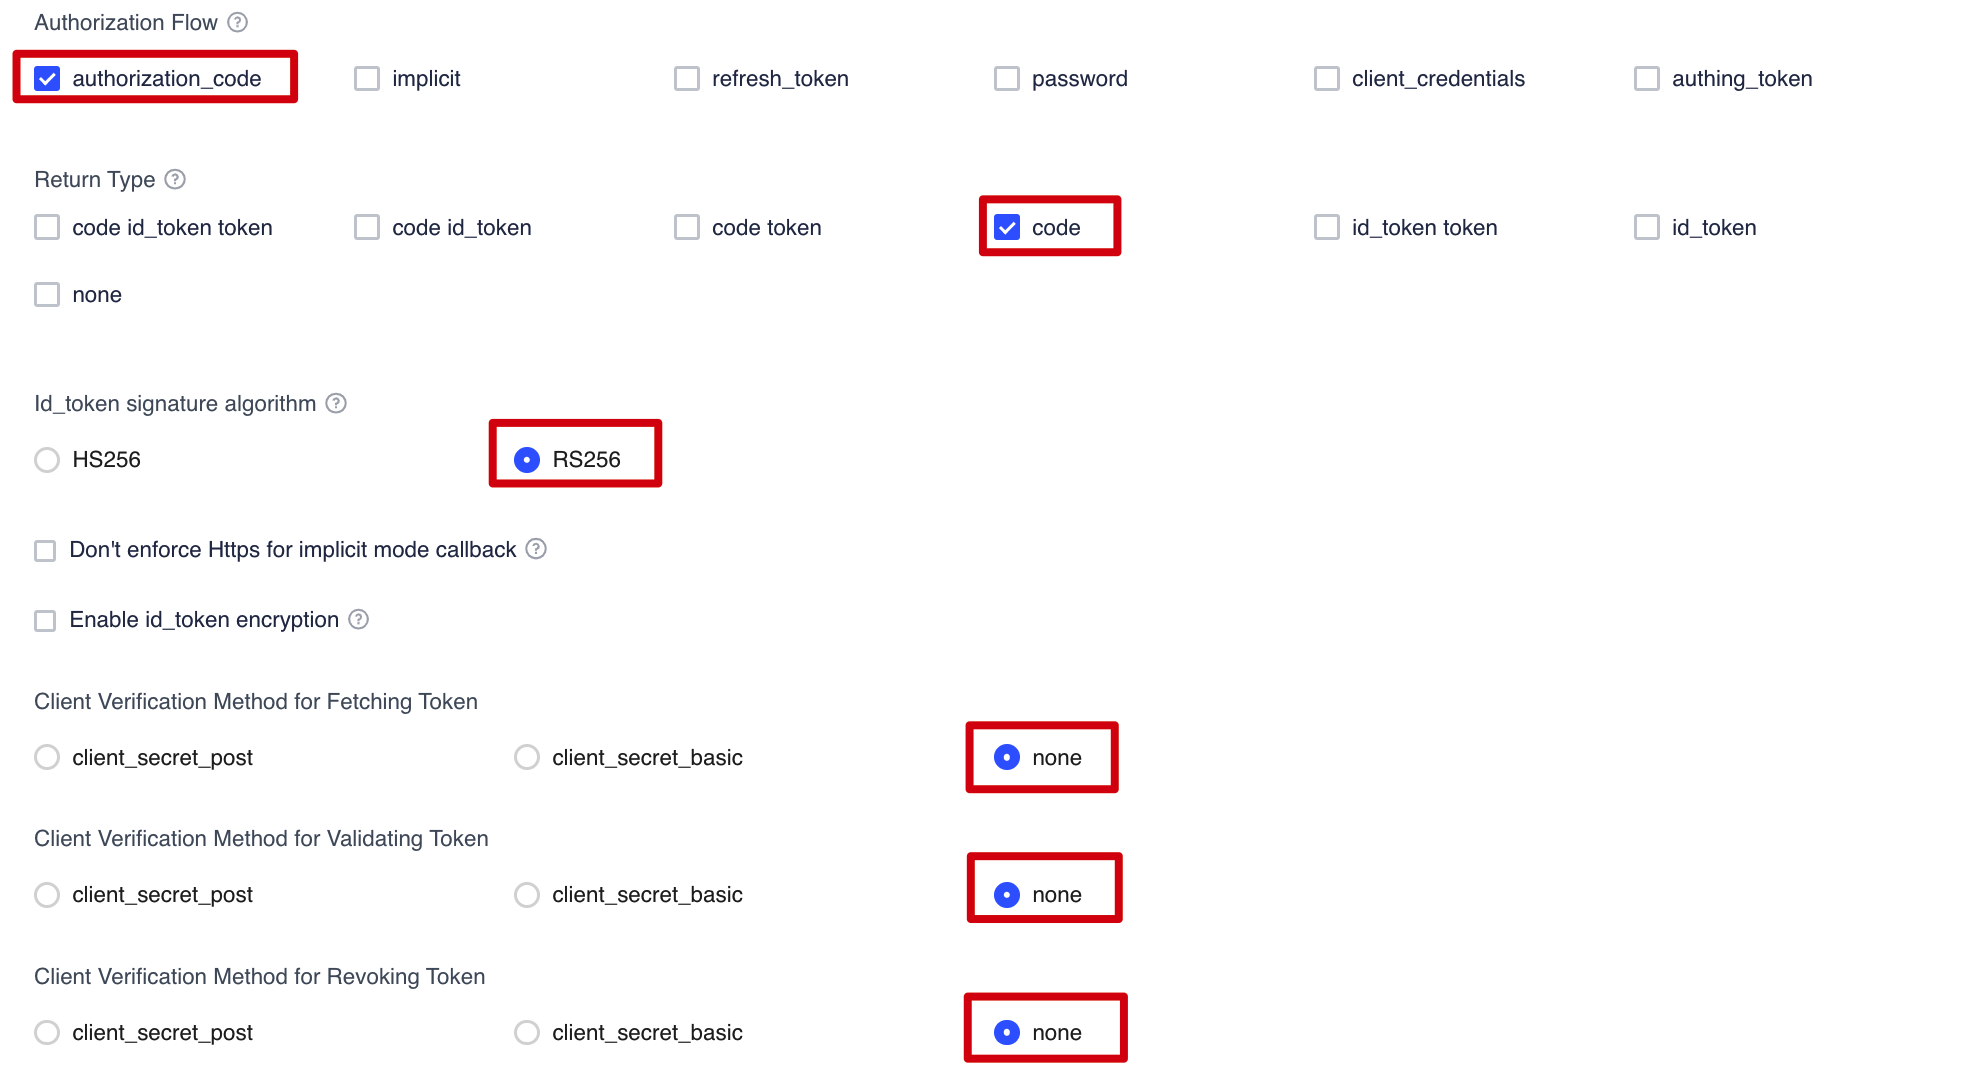 Authorization Flow ?
authorization_code implicit refresh_token password client_credentials authing_token
Return Type ?
code id_token token code id_token code token code id_token token id_token
none
Id_token signature algorithm ?
HS256 RS256
Don't enforce Https for implicit mode callback ?
Enable id_token encryption ?
Client Verification Method for Fetching Token
client_secret_post client_secret_basic none
Client Verification Method for Validating Token
client_secret_post client_secret_basic none
Client Verification Method for Revoking Token
client_secret_post client_secret_basic none